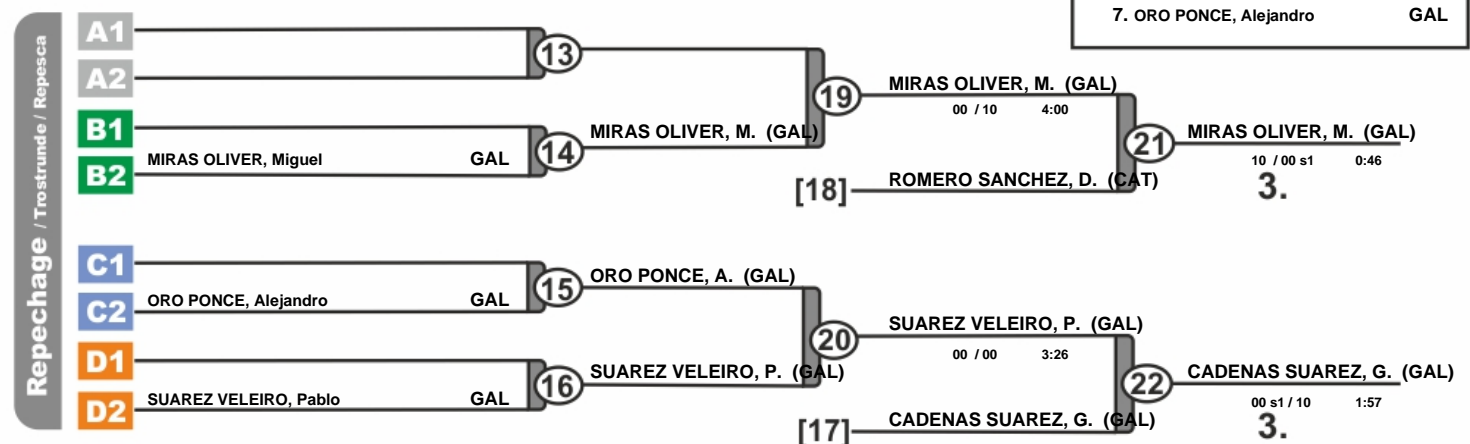 7. ORO PONCE, Alejandro GAL
Repechage / Trostrunde / Repesca
A1
13
A2
19
MIRAS OLIVER, M. (GAL)
00 / 10 4:00
B1
14
MIRAS OLIVER, M. (GAL)
21
MIRAS OLIVER, M. (GAL)
10 / 00 s1 0:46
3.
MIRAS OLIVER, Miguel GAL
B2
[18]
ROMERO SANCHEZ, D. (CAT)
C1
15
ORO PONCE, A. (GAL)
ORO PONCE, Alejandro GAL
C2
20
SUAREZ VELEIRO, P. (GAL)
00 / 00 3:26
D1
16
SUAREZ VELEIRO, P. (GAL)
22
CADENAS SUAREZ, G. (GAL)
00 s1 / 10 1:57
3.
SUAREZ VELEIRO, Pablo GAL
D2
[17]
CADENAS SUAREZ, G. (GAL)